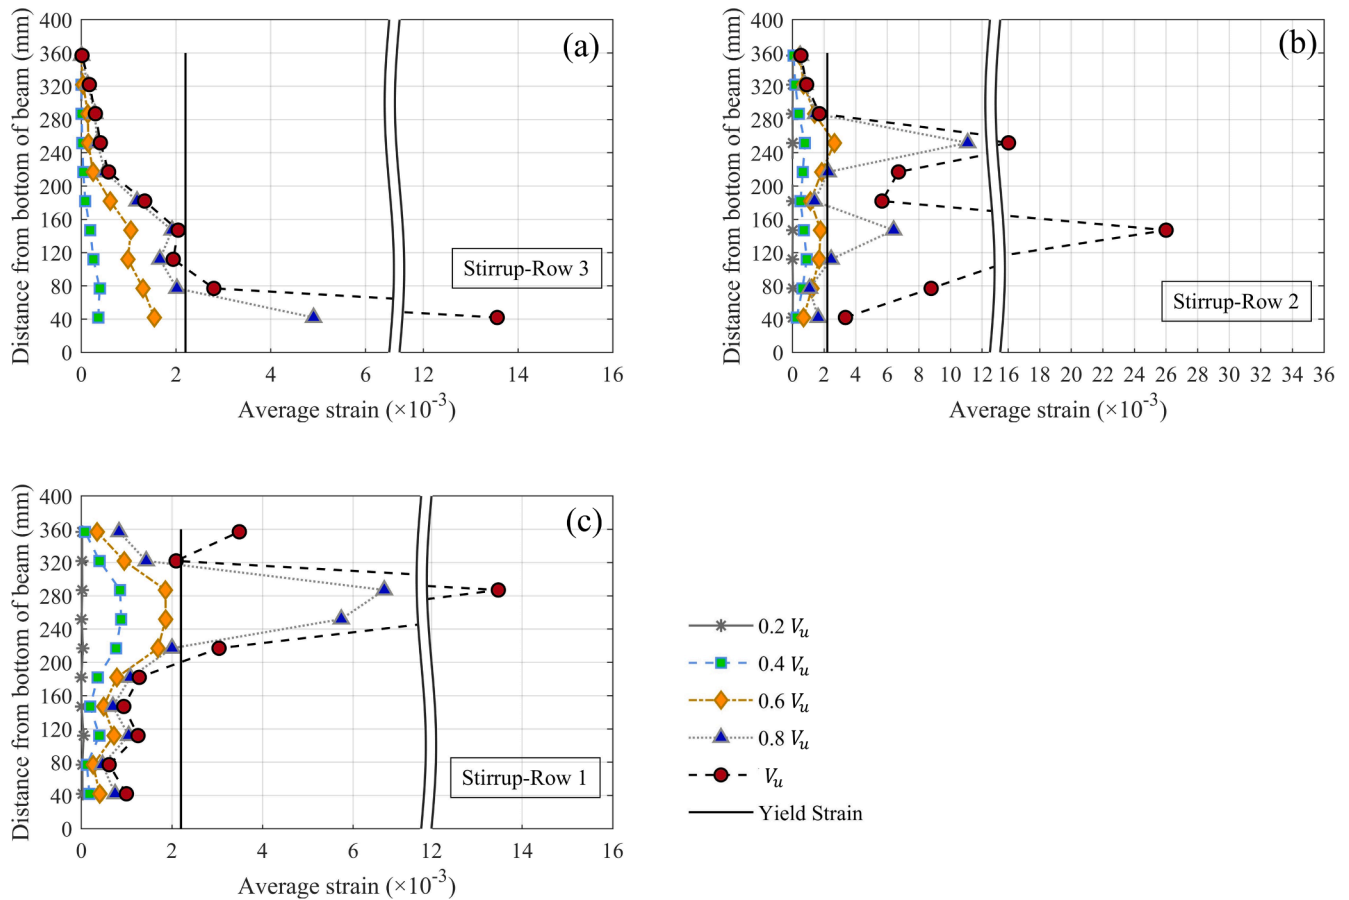 (a)
Distance from bottom of beam (mm)
400
360
320
280
240
200
160
120
80
40
0
Stirrup-Row 3
0 2 4 6 12 14 16
Average strain (×10⁻³)
(b)
Distance from bottom of beam (mm)
400
360
320
280
240
200
160
120
80
40
0
Stirrup-Row 2
0 2 4 6 8 10 12 16 18 20 22 24 26 28 30 32 34 36
Average strain (×10⁻³)
(c)
Distance from bottom of beam (mm)
400
360
320
280
240
200
160
120
80
40
0
Stirrup-Row 1
0 2 4 6 12 14 16
Average strain (×10⁻³)
0.2 Vᵤ
0.4 Vᵤ
0.6 Vᵤ
0.8 Vᵤ
Vᵤ
Yield Strain